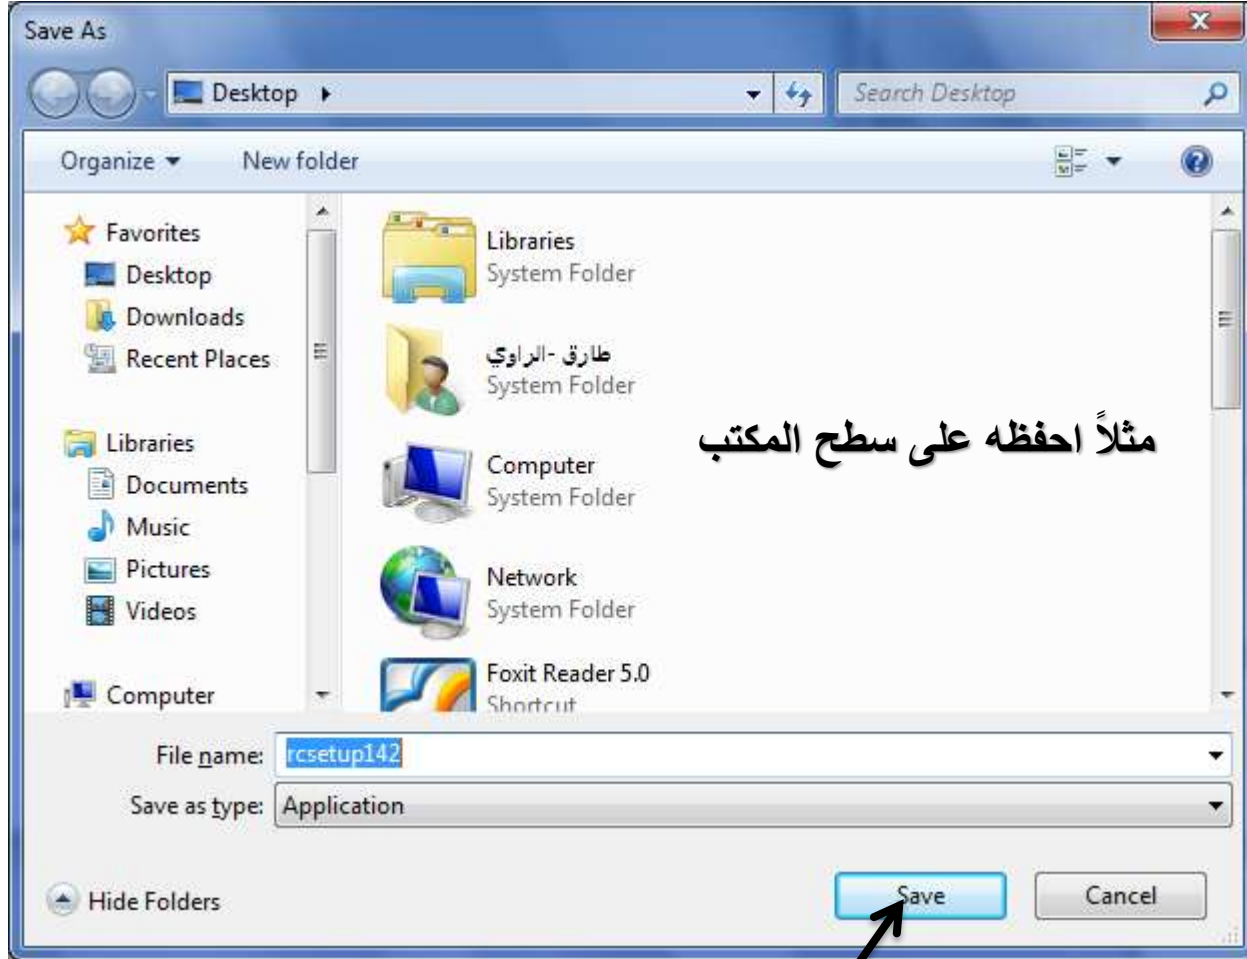 Save As
Desktop
Search Desktop
Organize
New folder
Favorites
Desktop
Downloads
Recent Places
Libraries
Documents
Music
Pictures
Videos
Computer
Libraries
System Folder
طارق -الراوي
System Folder
Computer
System Folder
Network
System Folder
Foxit Reader 5.0
Shortcut
مثلاً احفظه على سطح المكتب
File name: rcsetup142
Save as type: Application
Hide Folders
Save
Cancel